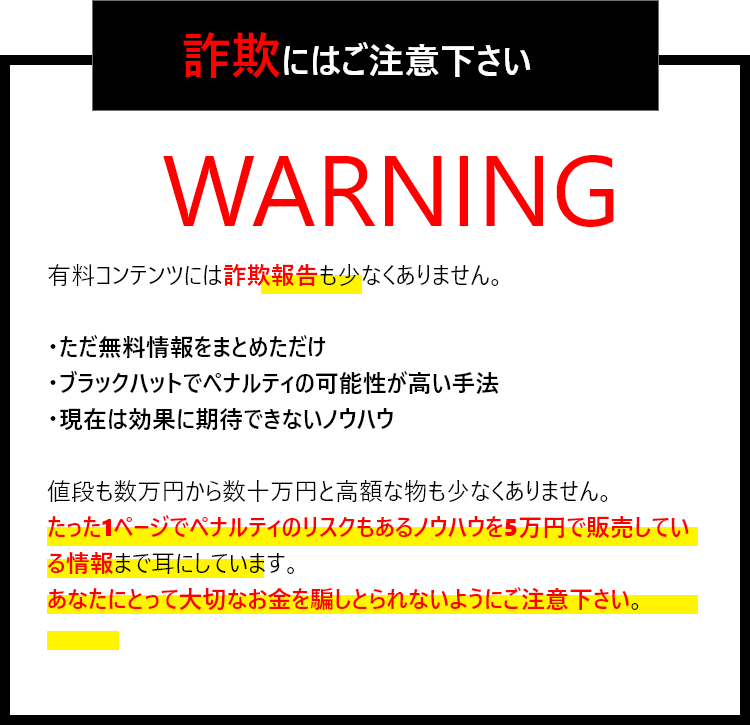 詐欺にはご注意下さい
WARNING
有料コンテンツには詐欺報告も少なくありません。
・ただ無料情報をまとめただけ
・ブラックハットでペナルティの可能性が高い手法
・現在は効果に期待できないノウハウ
値段も数万円から数十万円と高額な物も少なくありません。
たった1ページでペナルティのリスクもあるノウハウを5万円で販売してい
る情報まで耳にしています。
あなたにとって大切なお金を騙しとられないようにご注意下さい。